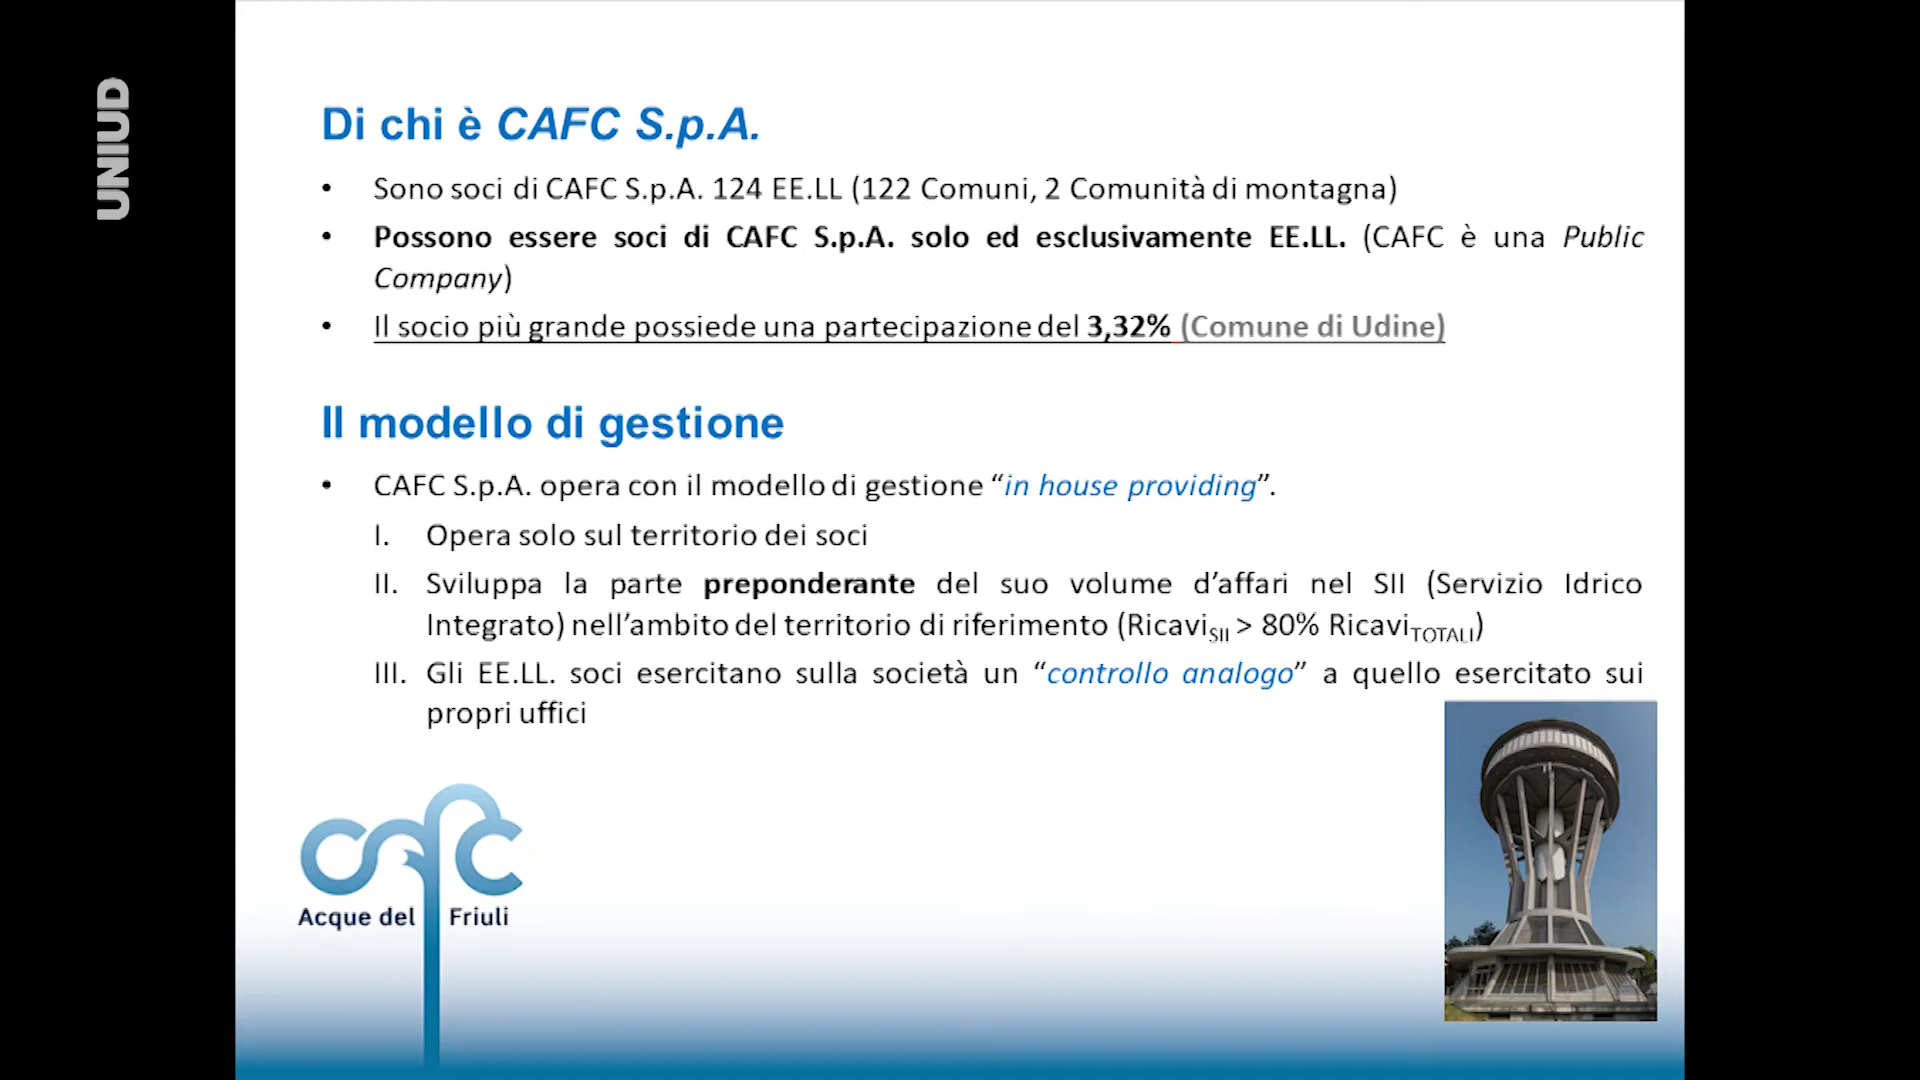 UNIUD
Di chi è CAFC S.p.A.
• Sono soci di CAFC S.p.A. 124 EE.LL (122 Comuni, 2 Comunità di montagna)
• Possono essere soci di CAFC S.p.A. solo ed esclusivamente EE.LL. (CAFC è una Public
Company)
• Il socio più grande possiede una partecipazione del 3,32% (Comune di Udine)
Il modello di gestione
• CAFC S.p.A. opera con il modello di gestione “in house providing”.
I. Opera solo sul territorio dei soci
II. Sviluppa la parte preponderante del suo volume d’affari nel SII (Servizio Idrico
Integrato) nell’ambito del territorio di riferimento (RicaviSII > 80% RicaviTOTALI)
III. Gli EE.LL. soci esercitano sulla società un “controllo analogo” a quello esercitato sui
propri uffici
cafc
Acque del Friuli